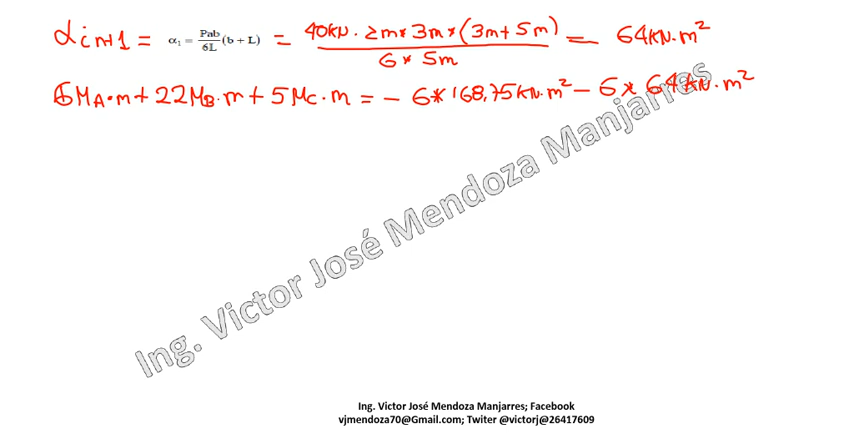 αin+1 = α₁ = Pab/6L (b + L) = 40KN · 2m * 3m * (3m + 5m) / 6 * 5m = 64KN·m²
6MA·m + 22MB·m + 5MC·m = - 6*168,75KN·m² - 6 * 64KN·m²
Ing. Victor José Mendoza Manjarres
Ing. Victor José Mendoza Manjarres; Facebook
vjmendoza70@Gmail.com; Twiter @victorj@26417609